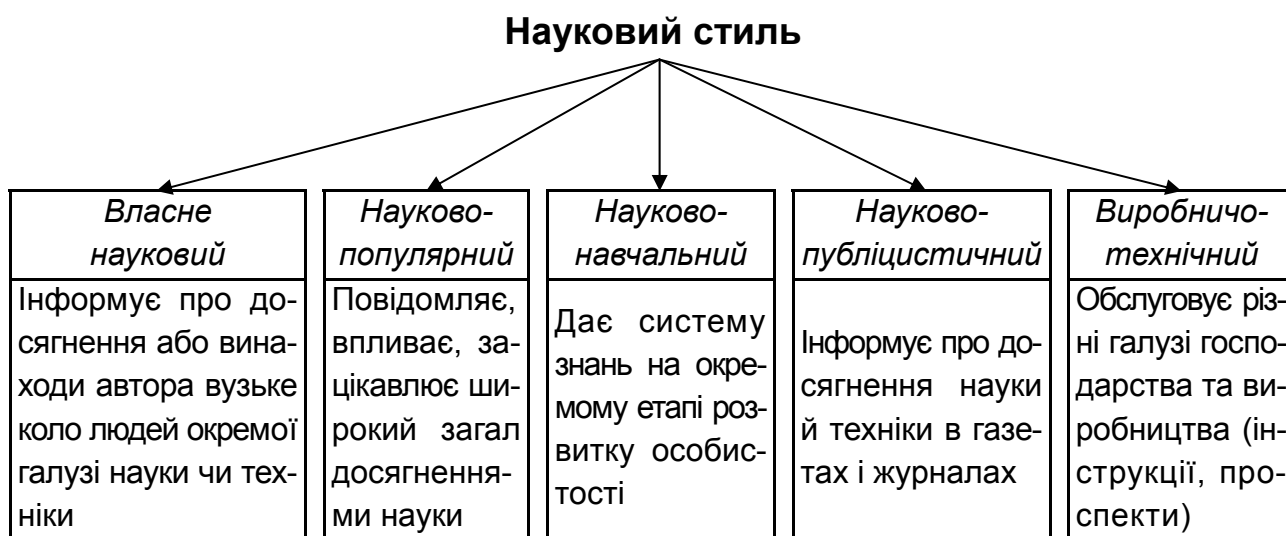 Науковий стиль
Власне
науковий
Інформує про до-
сягнення або вина-
ходи автора вузьке
коло людей окремої
галузі науки чи тех-
ніки
Науково-
популярний
Повідомляє,
впливає, за-
цікавлює ши-
рокий загал
досягнення-
ми науки
Науково-
навчальний
Дає систему
знань на окре-
мому етапі роз-
витку особис-
тості
Науково-
публіцистичний
Інформує про до-
сягнення науки
й техніки в газе-
тах і журналах
Виробничо-
технічний
Обслуговує різ-
ні галузі госпо-
дарства та ви-
робництва (ін-
струкції, про-
спекти)